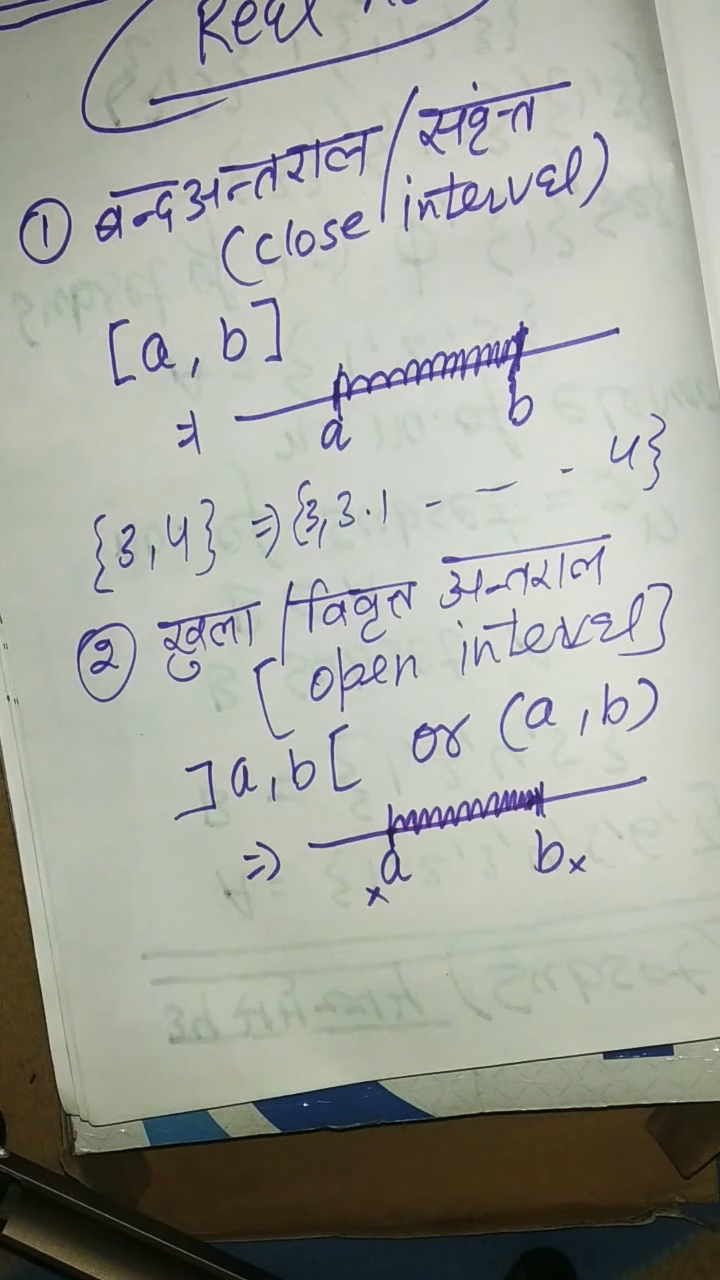 Real
① बन्दअन्तराल/संवृत्त
(close interval)
[a, b]
⇒ a b
{3,4} ⇒ {3, 3.1 - - - 4}
② खुला/विवृत्त अन्तराल
[open interval]
]a, b[ or (a, b)
⇒ a b
x x